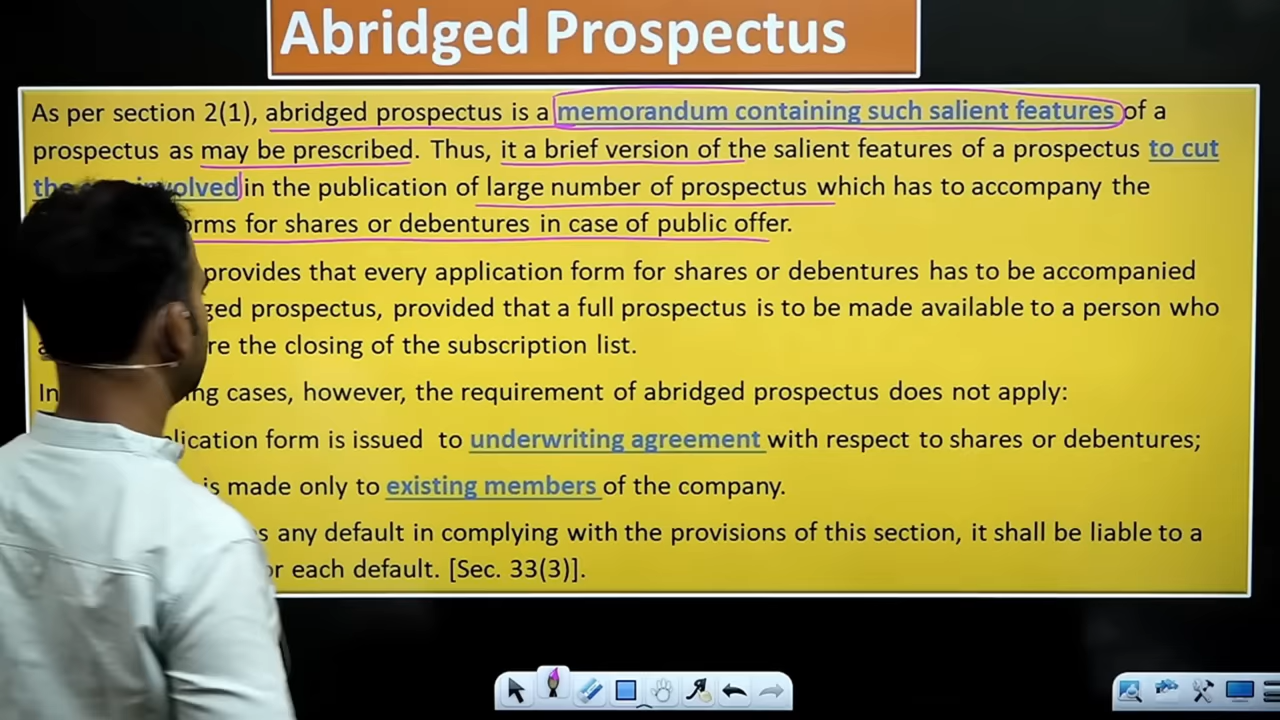 Abridged Prospectus
As per section 2(1), abridged prospectus is a memorandum containing such salient features of a
prospectus as may be prescribed. Thus, it a brief version of the salient features of a prospectus to cut
in the publication of large number of prospectus which has to accompany the
for shares or debentures in case of public offer.
provides that every application form for shares or debentures has to be accompanied
prospectus, provided that a full prospectus is to be made available to a person who
the closing of the subscription list.
cases, however, the requirement of abridged prospectus does not apply:
form is issued to underwriting agreement with respect to shares or debentures;
is made only to existing members of the company.
any default in complying with the provisions of this section, it shall be liable to a
each default. [Sec. 33(3)].